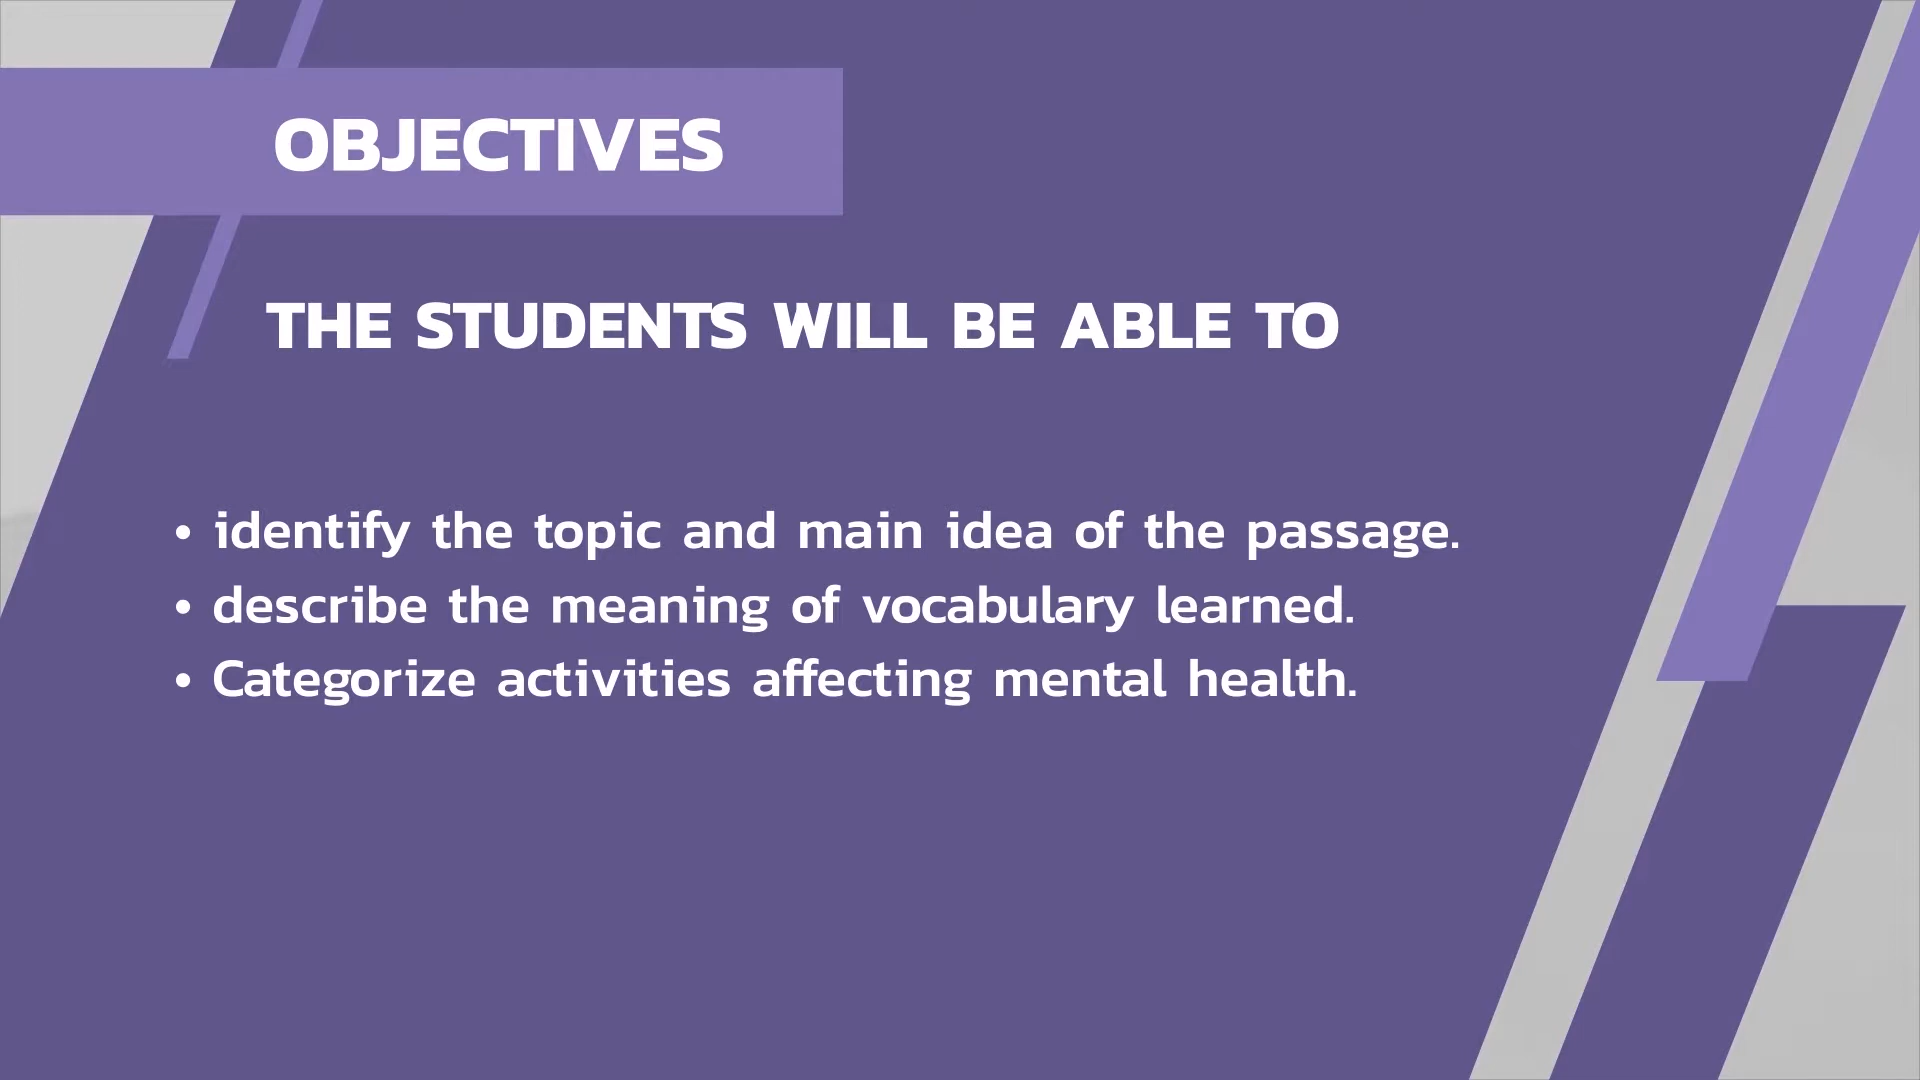 OBJECTIVES
THE STUDENTS WILL BE ABLE TO
• identify the topic and main idea of the passage.
• describe the meaning of vocabulary learned.
• Categorize activities affecting mental health.